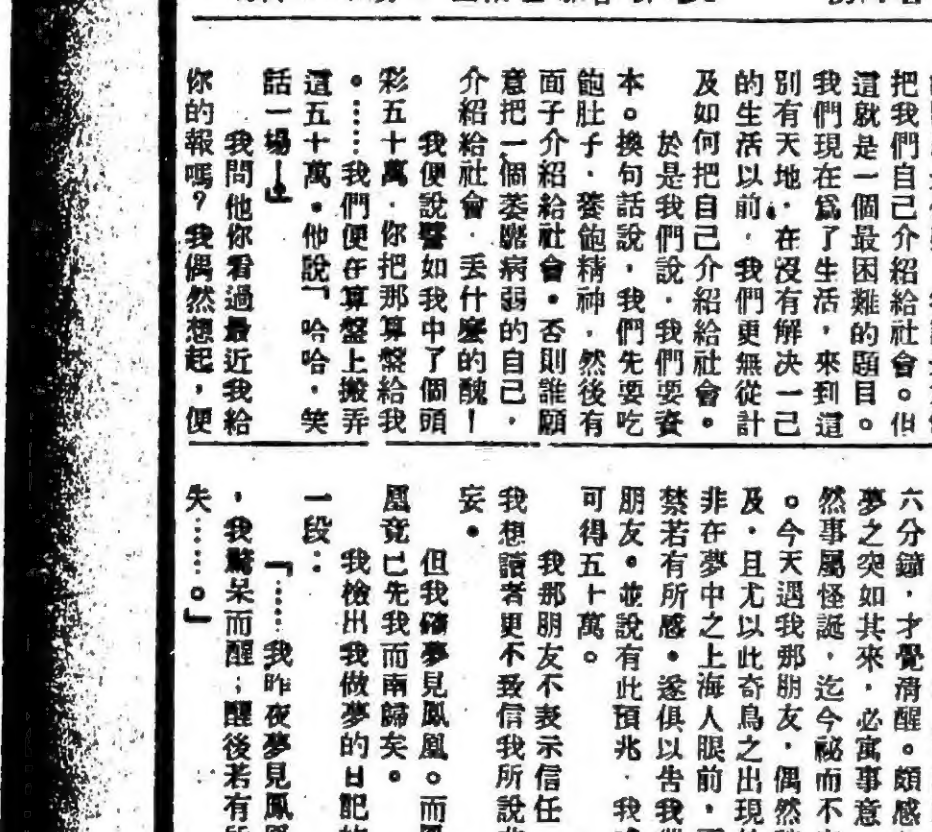 把我們自己介紹給社會。但
這就是一個最困難的題目。
我們現在爲了生活，來到這
別有天地，在沒有解决一己
的生活以前，我們更無從計
及如何把自己介紹給社會。
於是我們說，我們要資
本。換句話說，我們先要吃
飽肚子，養飽精神，然後有
面子介紹給社會。否則誰願
意把一個萎靡病弱的自己，
介紹給社會，丢什麽的醜！
我便說譬如我中了個頭
彩五十萬，你把那算盤給我
。……我們便在算盤上搬弄
這五十萬。他說「哈哈，笑
話一場！」
我問他你看過最近我給
你的報嗎？我偶然想起，便
六分鐘，才覺清醒。頗感
夢之突如其來，必寓事意
然事屬怪誕，迄今祕而不
。今天遇我那朋友，偶然
及，且尤以此奇鳥之出現
非在夢中之上海人眼前，
禁若有所感。遂俱以告我
朋友。並說有此預兆，我
可得五十萬。
我那朋友不表示信任
我想讀者更不致信我所說
妄。
但我確夢見鳳凰。而
凰竟已先我而南歸矣。
我檢出我做夢的日記
一段：
『……我昨夜夢見鳳
，我驚呆而醒；醒後若有
失……。』